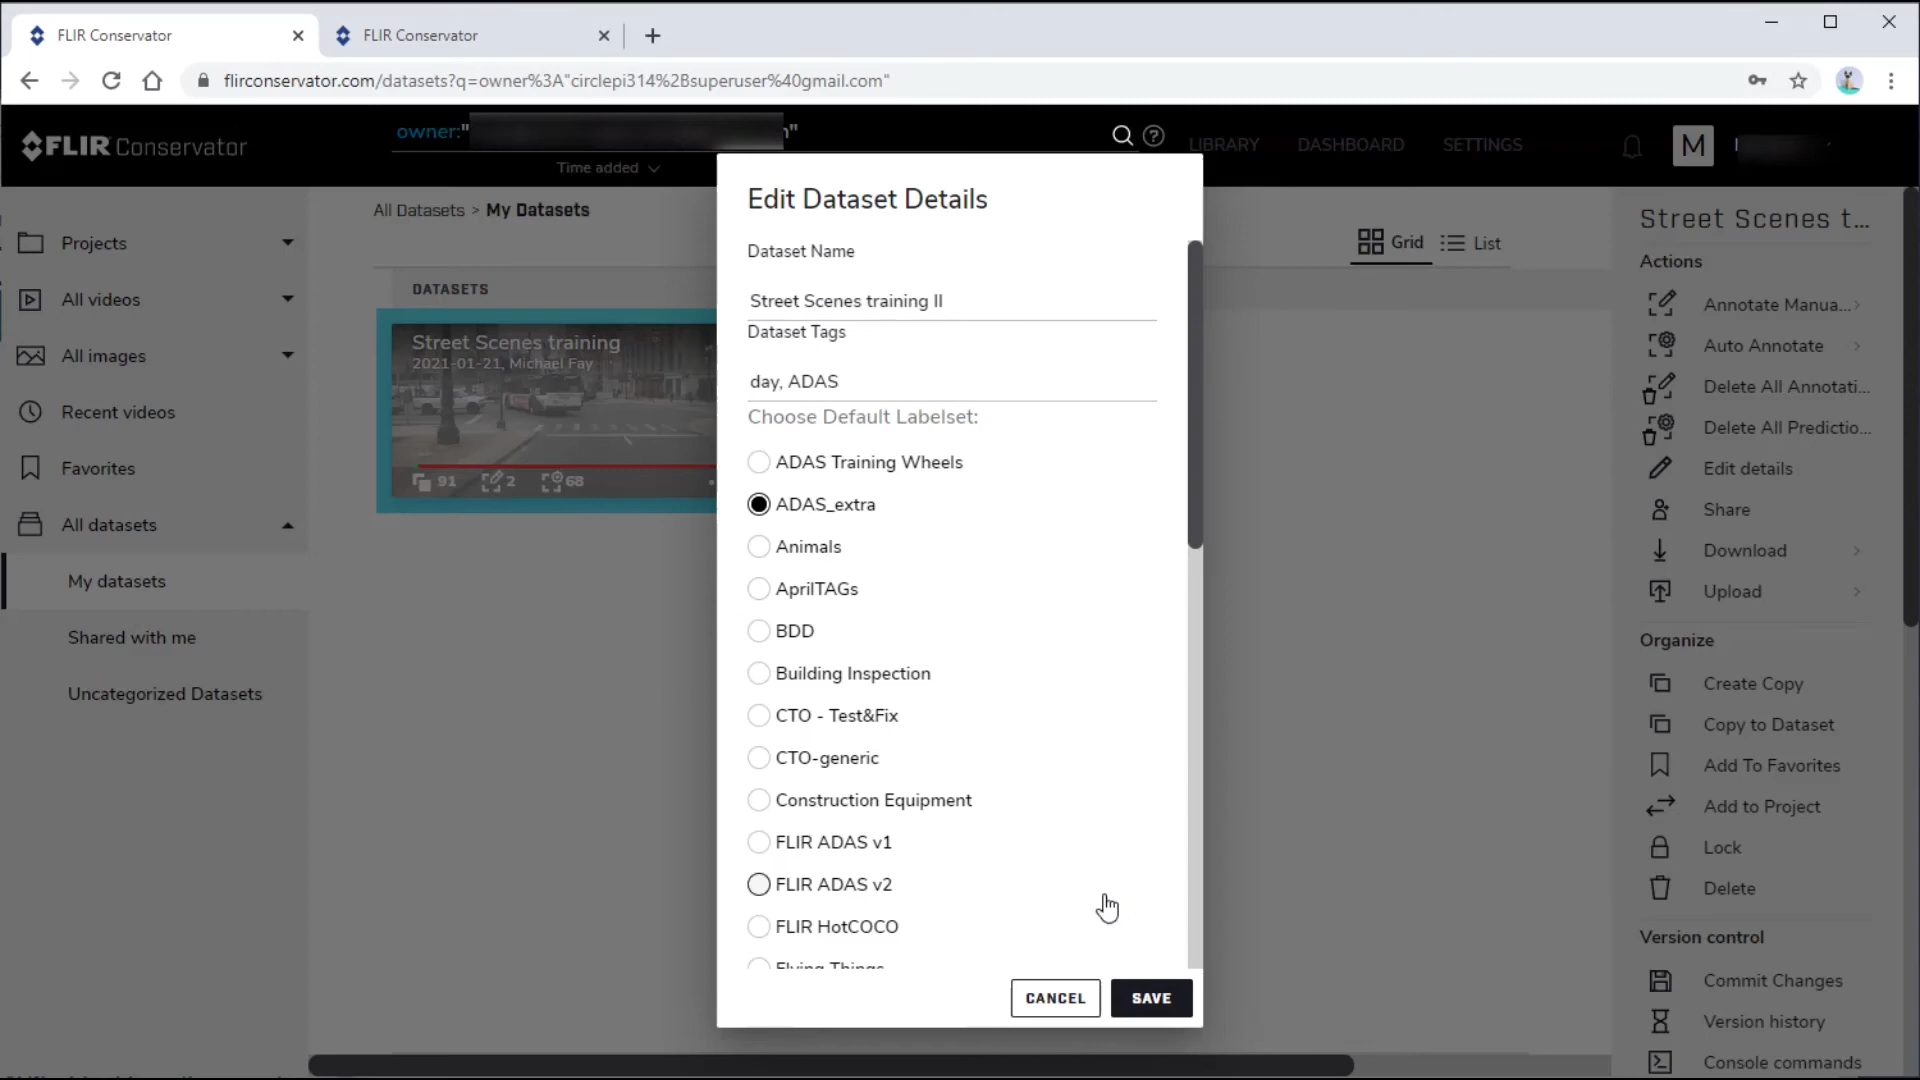 FLIR Conservator
FLIR Conservator
flirconservator.com/datasets?q=owner%3A"circlepi314%2Bsuperuser%40gmail.com"
FLIR Conservator
owner:"
"
Time added
LIBRARY
DASHBOARD
SETTINGS
M
Projects
All videos
All images
Recent videos
Favorites
All datasets
My datasets
Shared with me
Uncategorized Datasets
All Datasets > My Datasets
Grid
List
DATASETS
Street Scenes training
2021-01-21, Michael Fay
91
2
68
Edit Dataset Details
Dataset Name
Street Scenes training II
Dataset Tags
day, ADAS
Choose Default Labelset:
ADAS Training Wheels
ADAS_extra
Animals
AprilTAGs
BDD
Building Inspection
CTO - Test&Fix
CTO-generic
Construction Equipment
FLIR ADAS v1
FLIR ADAS v2
FLIR HotCOCO
Flying Things
CANCEL
SAVE
Street Scenes t...
Actions
Annotate Manua...
Auto Annotate
Delete All Annotati...
Delete All Predictio...
Edit details
Share
Download
Upload
Organize
Create Copy
Copy to Dataset
Add To Favorites
Add to Project
Lock
Delete
Version control
Commit Changes
Version history
Console commands